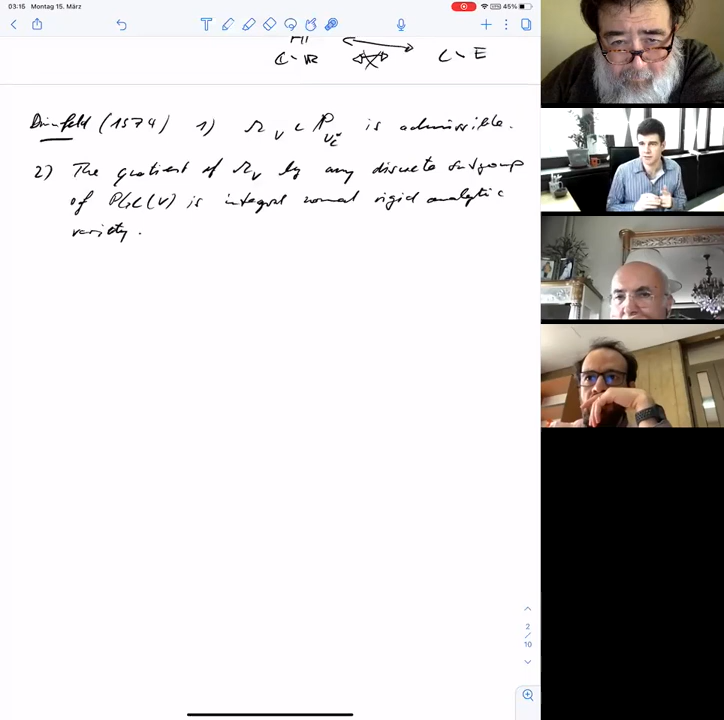 03:15 Montag 15. März 45%
C \ R C \ E
Drinfeld (1974) 1) Ω_V ⊂ P_{V_C} is admissible.
2) The quotient of Ω_V by any discrete subgroup
of PGL(V) is integral normal rigid analytic
variety.
2
/
10